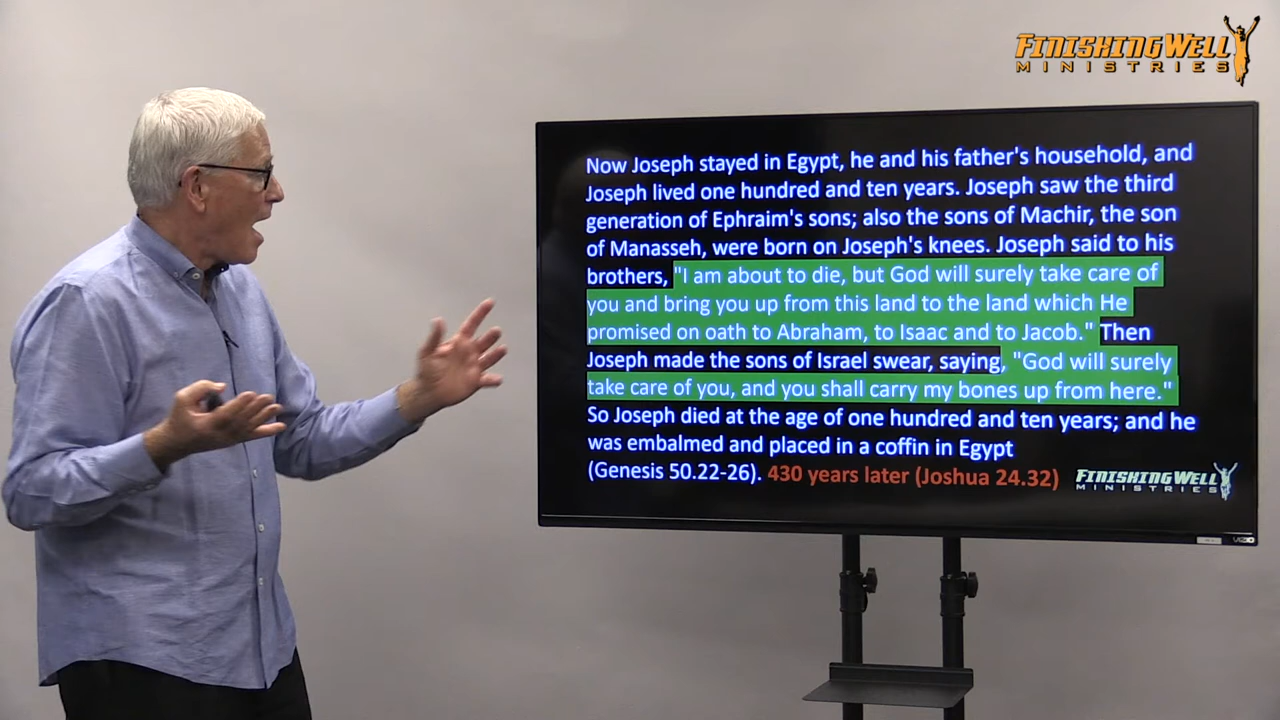 FINISHINGWELL
MINISTRIES
Now Joseph stayed in Egypt, he and his father's household, and
Joseph lived one hundred and ten years. Joseph saw the third
generation of Ephraim's sons; also the sons of Machir, the son
of Manasseh, were born on Joseph's knees. Joseph said to his
brothers, "I am about to die, but God will surely take care of
you and bring you up from this land to the land which He
promised on oath to Abraham, to Isaac and to Jacob." Then
Joseph made the sons of Israel swear, saying, "God will surely
take care of you, and you shall carry my bones up from here."
So Joseph died at the age of one hundred and ten years; and he
was embalmed and placed in a coffin in Egypt
(Genesis 50.22-26). 430 years later (Joshua 24.32)
FINISHINGWELL
MINISTRIES
VIZIO